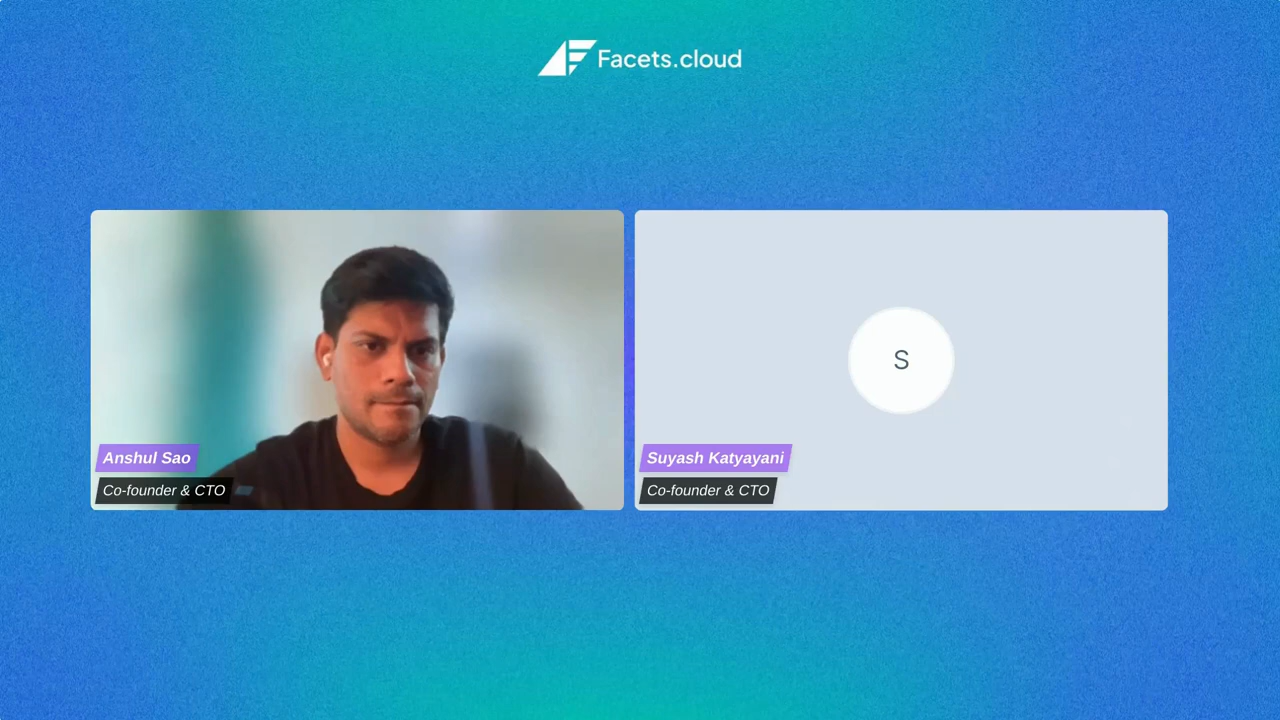 Facets.cloud
Anshul Sao
Co-founder & CTO
S
Suyash Katyayani
Co-founder & CTO